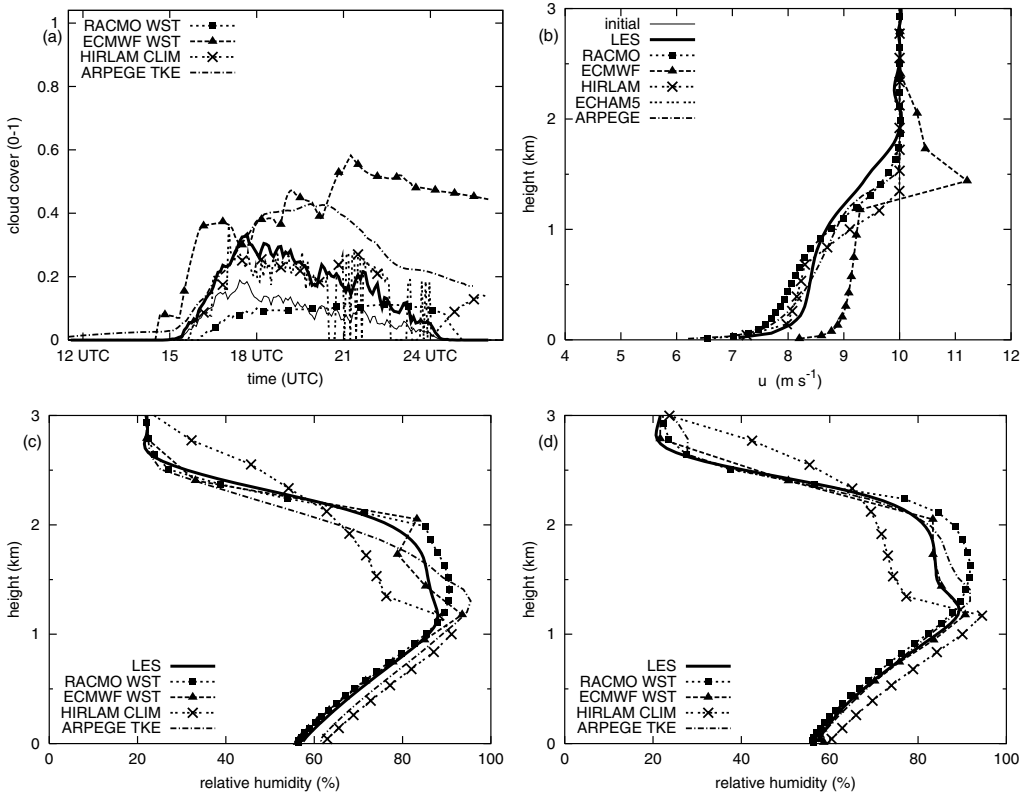 (a)
RACMO WST
ECMWF WST
HIRLAM CLIM
ARPEGE TKE
cloud cover (0-1)
1
0.8
0.6
0.4
0.2
0
12 UTC
15
18 UTC
21
24 UTC
time (UTC)
(b)
initial
LES
RACMO
ECMWF
HIRLAM
ECHAM5
ARPEGE
height (km)
3
2
1
0
4
5
6
7
8
9
10
11
12
u (m s-1)
(c)
height (km)
3
2
1
0
LES
RACMO WST
ECMWF WST
HIRLAM CLIM
ARPEGE TKE
0
20
40
60
80
100
relative humidity (%)
(d)
height (km)
3
2
1
0
LES
RACMO WST
ECMWF WST
HIRLAM CLIM
ARPEGE TKE
0
20
40
60
80
100
relative humidity (%)